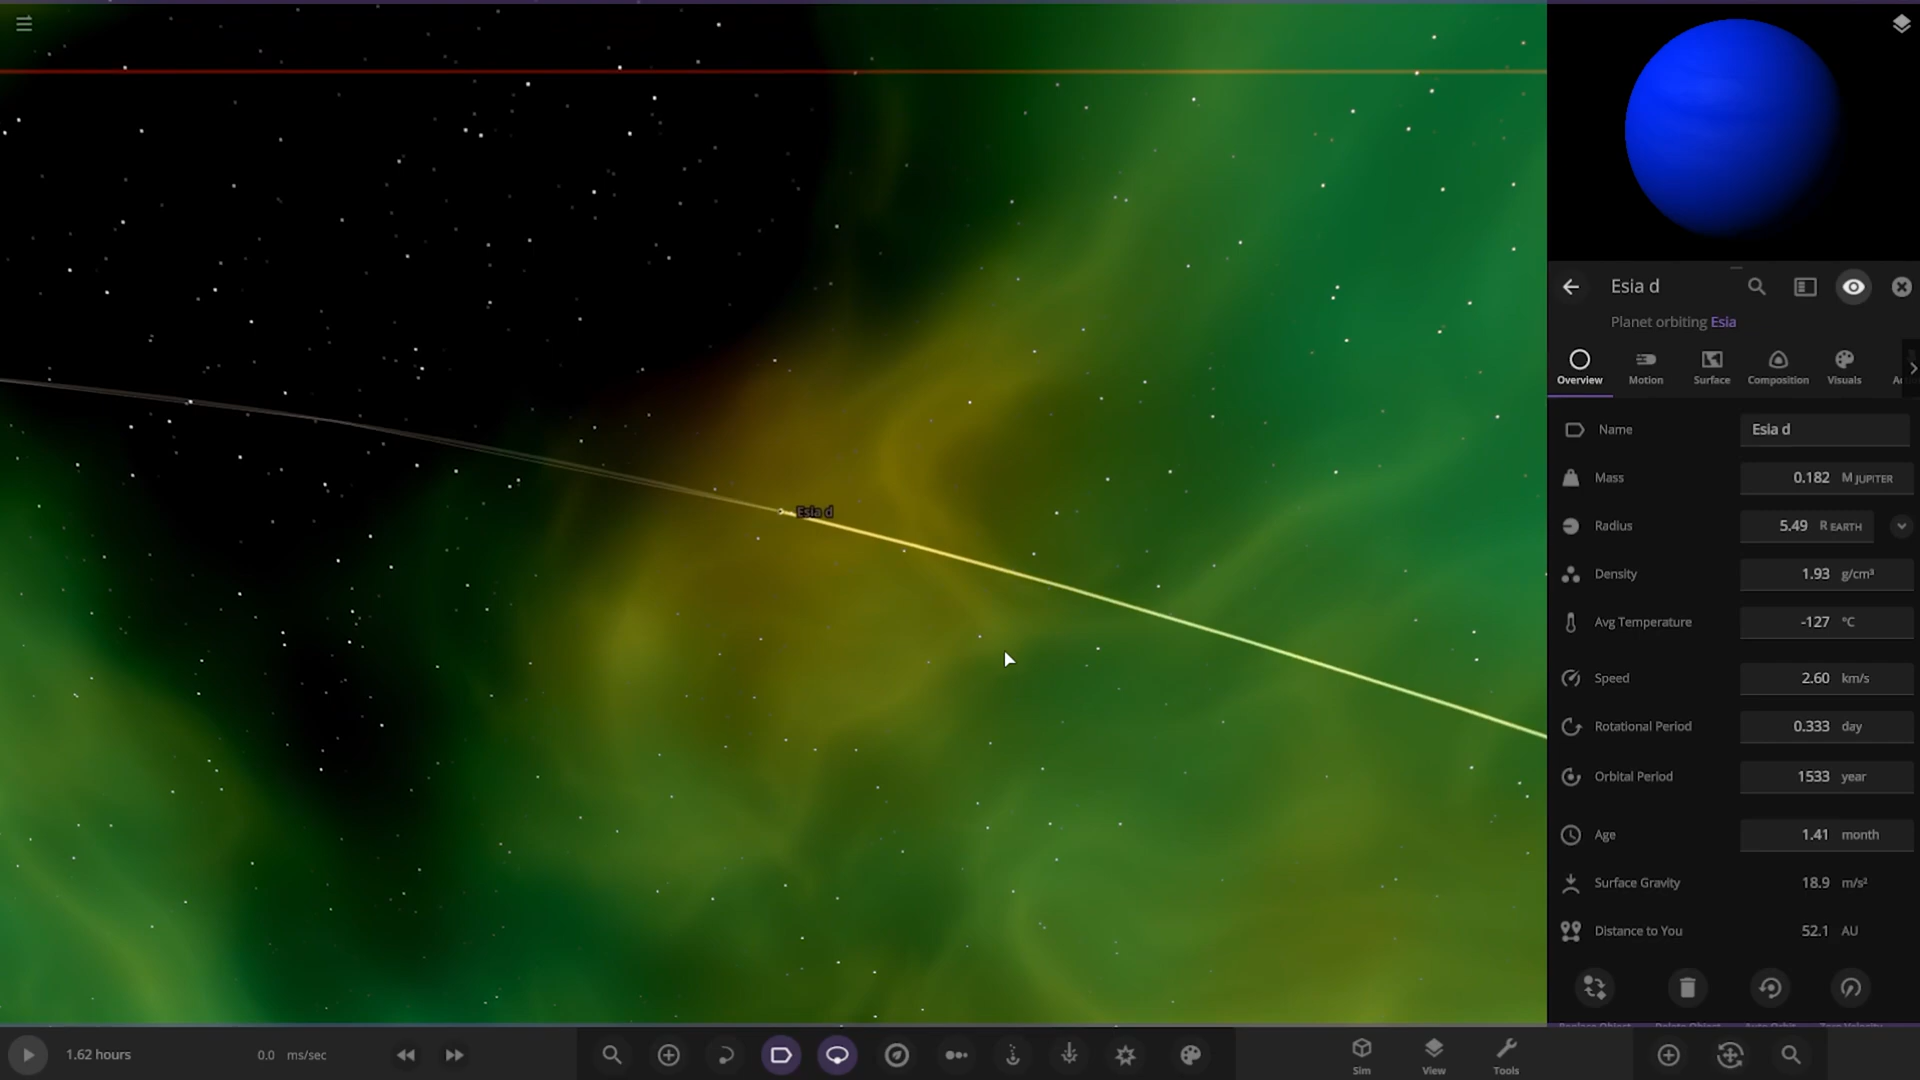 Esia d
Esia d
Planet orbiting Esia
Overview
Motion
Surface
Composition
Visuals
Name Esia d
Mass 0.182 M JUPITER
Radius 5.49 R EARTH
Density 1.93 g/cm³
Avg Temperature -127 °C
Speed 2.60 km/s
Rotational Period 0.333 day
Orbital Period 1533 year
Age 1.41 month
Surface Gravity 18.9 m/s²
Distance to You 52.1 AU
1.62 hours 0.0 ms/sec
Sim
View
Tools